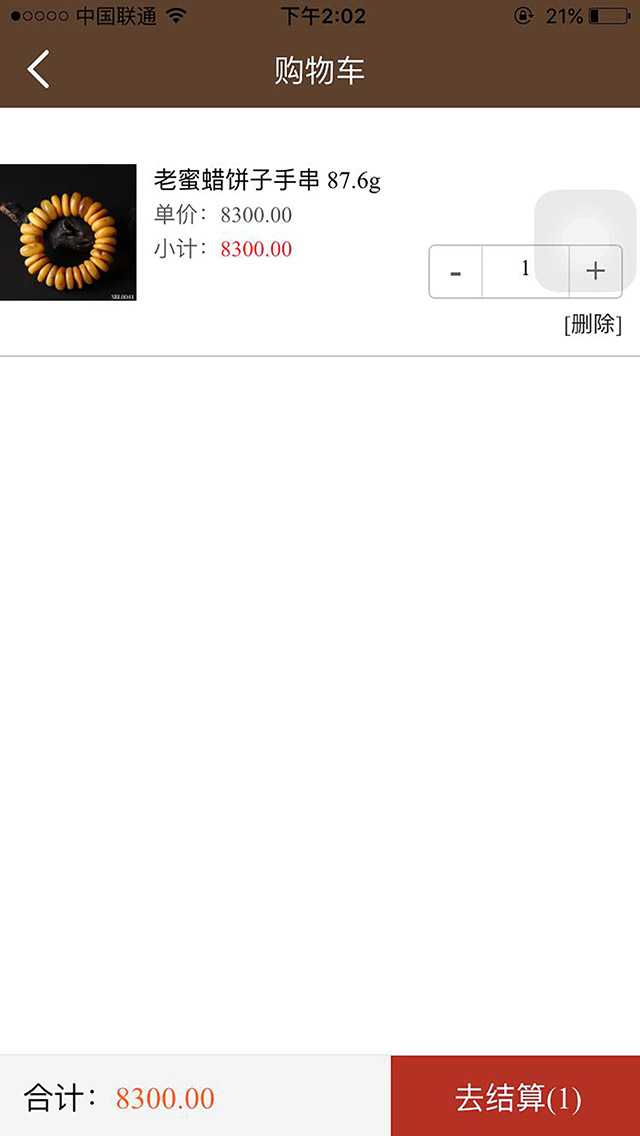 中国联通
下午2:02
21%
购物车
老蜜蜡饼子手串 87.6g
单价：8300.00
小计：8300.00
- 1 +
[删除]
合计：8300.00
去结算(1)